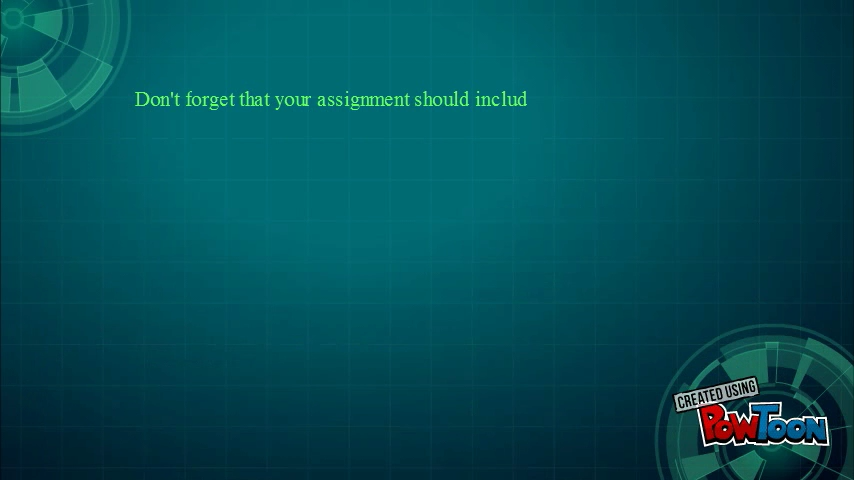 Don't forget that your assignment should includ
CREATED USING
POWTOON